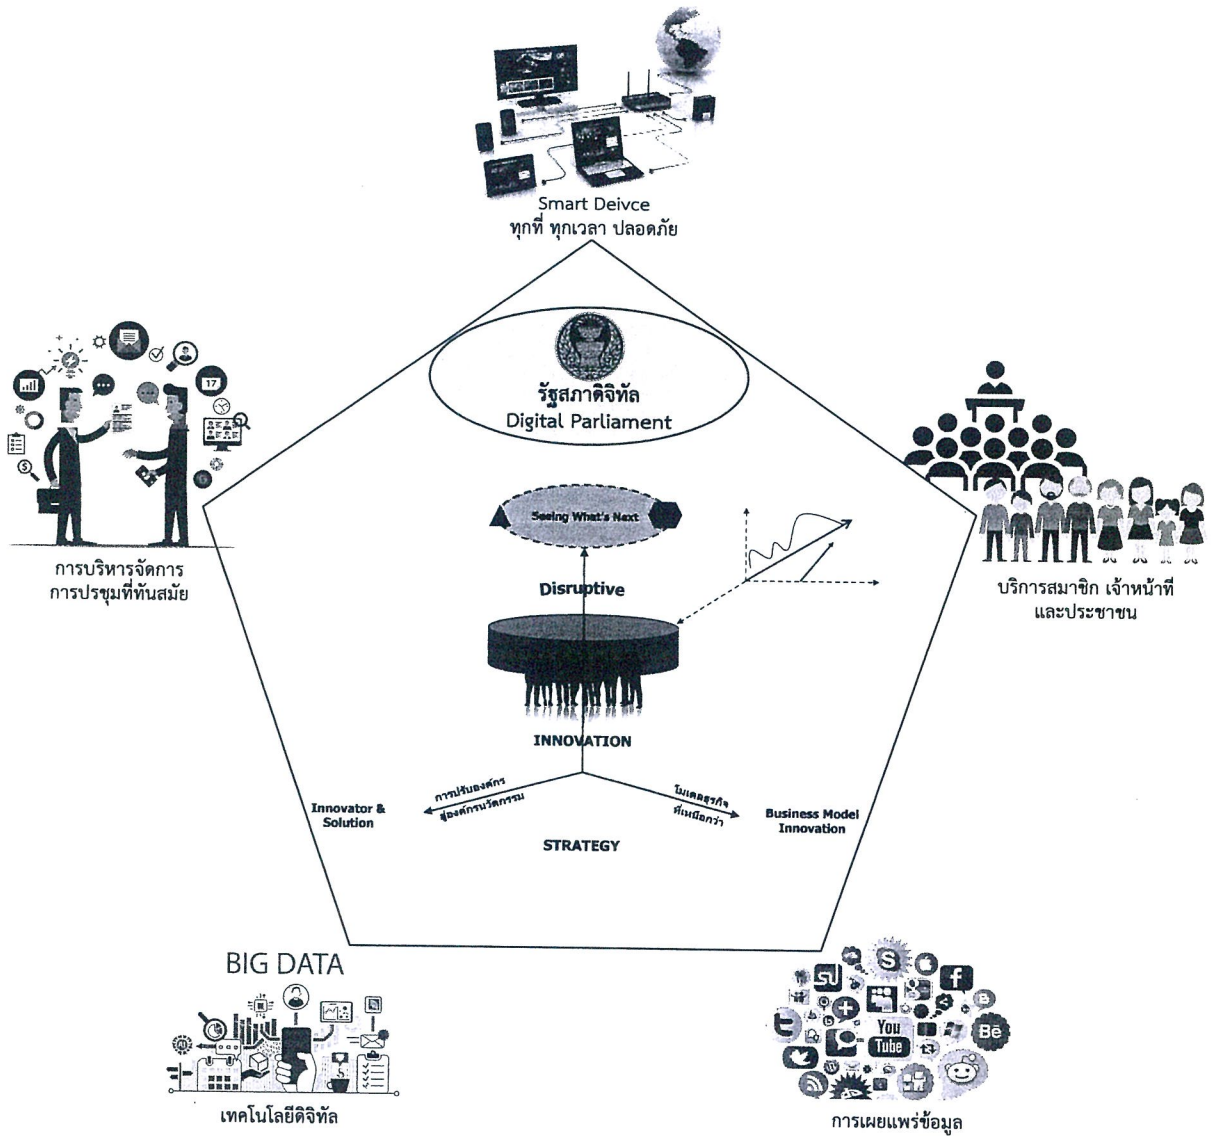 Smart Deivce
ทุกที่ ทุกเวลา ปลอดภัย
รัฐสภาดิจิทัล
Digital Parliament
17
การบริหารจัดการ
การประชุมที่ทันสมัย
บริการสมาชิก เจ้าหน้าที่
และประชาชน
Seeing What's Next
Disruptive
INNOVATION
การปรับองค์กร
สู่องค์กรนวัตกรรม
โมเดลธุรกิจ
ที่เหนือกว่า
Innovator &
Solution
Business Model
Innovation
STRATEGY
BIG DATA
เทคโนโลยีดิจิทัล
You
Tube
Bē
การเผยแพร่ข้อมูล